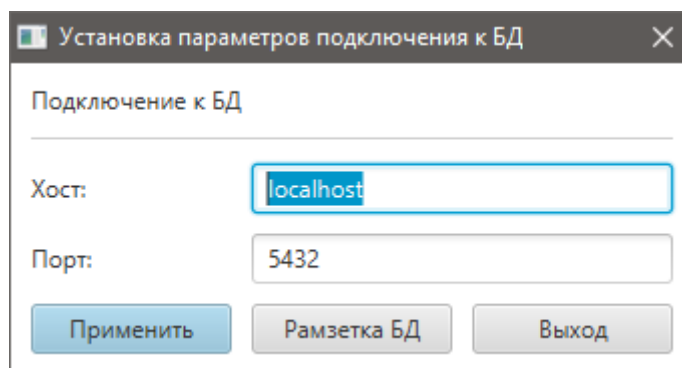 Установка параметров подключения к БД
Подключение к БД
Хост: localhost
Порт: 5432
Применить Рамзетка БД Выход